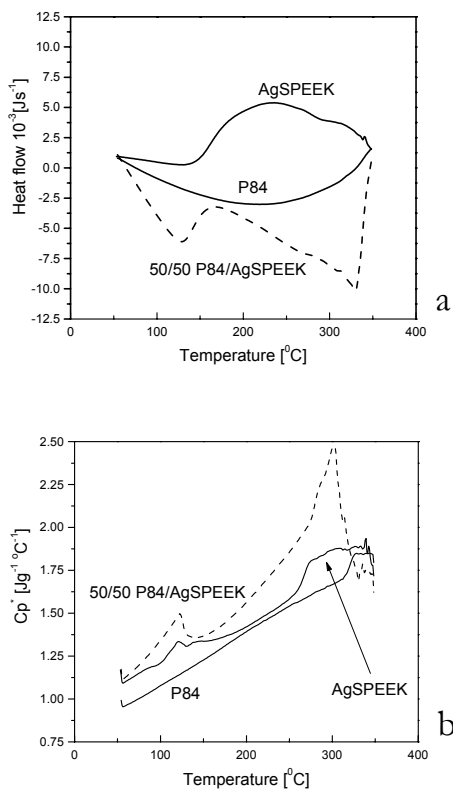 12.5
10.0
7.5
5.0
2.5
0.0
-2.5
-5.0
-7.5
-10.0
-12.5
Heat flow 10⁻³[Js⁻¹]
AgSPEEK
P84
50/50 P84/AgSPEEK
0 100 200 300 400
Temperature [⁰C]
a
2.50
2.25
2.00
1.75
1.50
1.25
1.00
0.75
Cp* [Jg⁻¹ ⁰C⁻¹]
50/50 P84/AgSPEEK
AgSPEEK
P84
0 100 200 300 400
Temperature [⁰C]
b